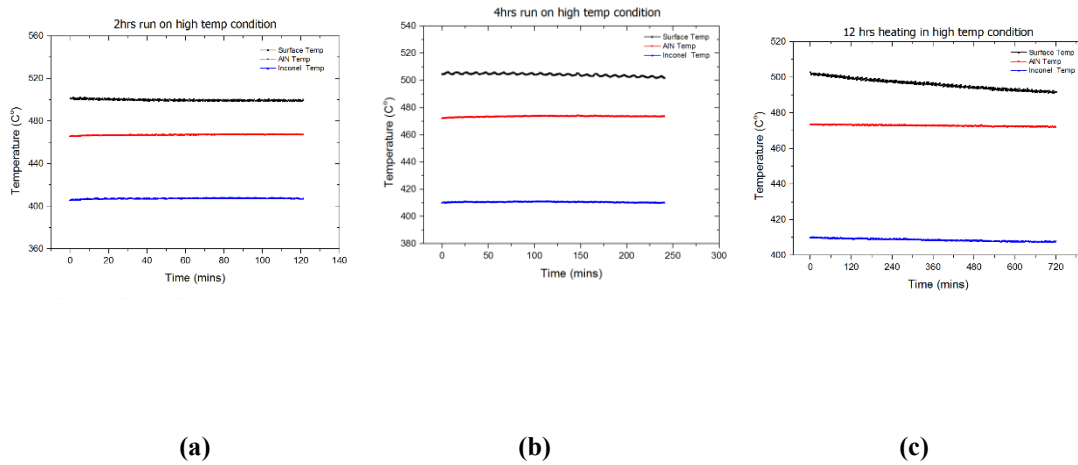 2hrs run on high temp condition
560
520
480
440
400
360
Temperature (C°)
Surface Temp
AlN Temp
Inconel Temp
0 20 40 60 80 100 120 140
Time (mins)
(a)
4hrs run on high temp condition
540
520
500
480
460
440
420
400
380
Temperature (C°)
Surface Temp
AlN Temp
Inconel Temp
0 50 100 150 200 250 300
Time (mins)
(b)
12 hrs heating in high temp condition
520
500
480
460
440
420
400
Temperature (C°)
Surface Temp
AlN Temp
Inconel Temp
0 120 240 360 480 600 720
Time (mins)
(c)